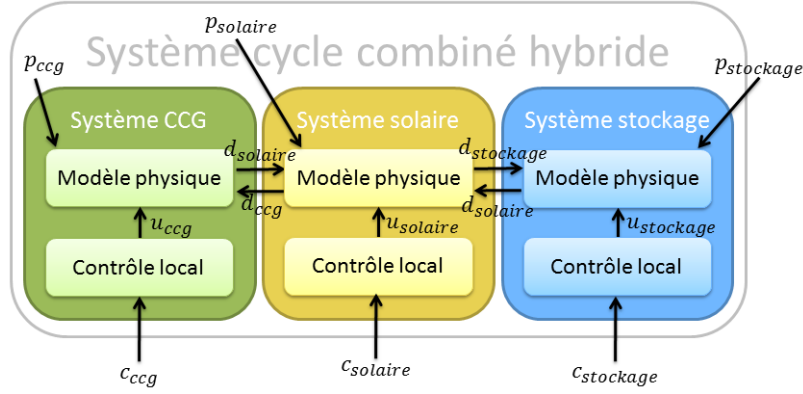 p_solaire
Système cycle combiné hybride
p_ccg
p_stockage
Système CCG
Système solaire
Système stockage
d_solaire
d_stockage
Modèle physique
Modèle physique
Modèle physique
d_ccg
d_solaire
u_ccg
u_solaire
u_stockage
Contrôle local
Contrôle local
Contrôle local
c_ccg
c_solaire
c_stockage